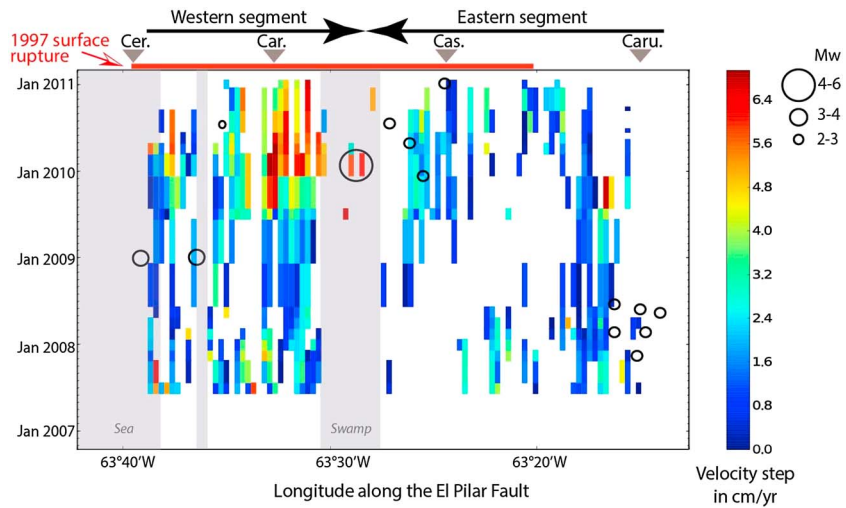 Western segment
Eastern segment
1997 surface
rupture
Cer.
Car.
Cas.
Caru.
Mw
4-6
3-4
2-3
Jan 2011
Jan 2010
Jan 2009
Jan 2008
Jan 2007
6.4
5.6
4.8
4.0
3.2
2.4
1.6
0.8
0.0
Sea
Swamp
63°40'W
63°30'W
63°20'W
Longitude along the El Pilar Fault
Velocity step
in cm/yr